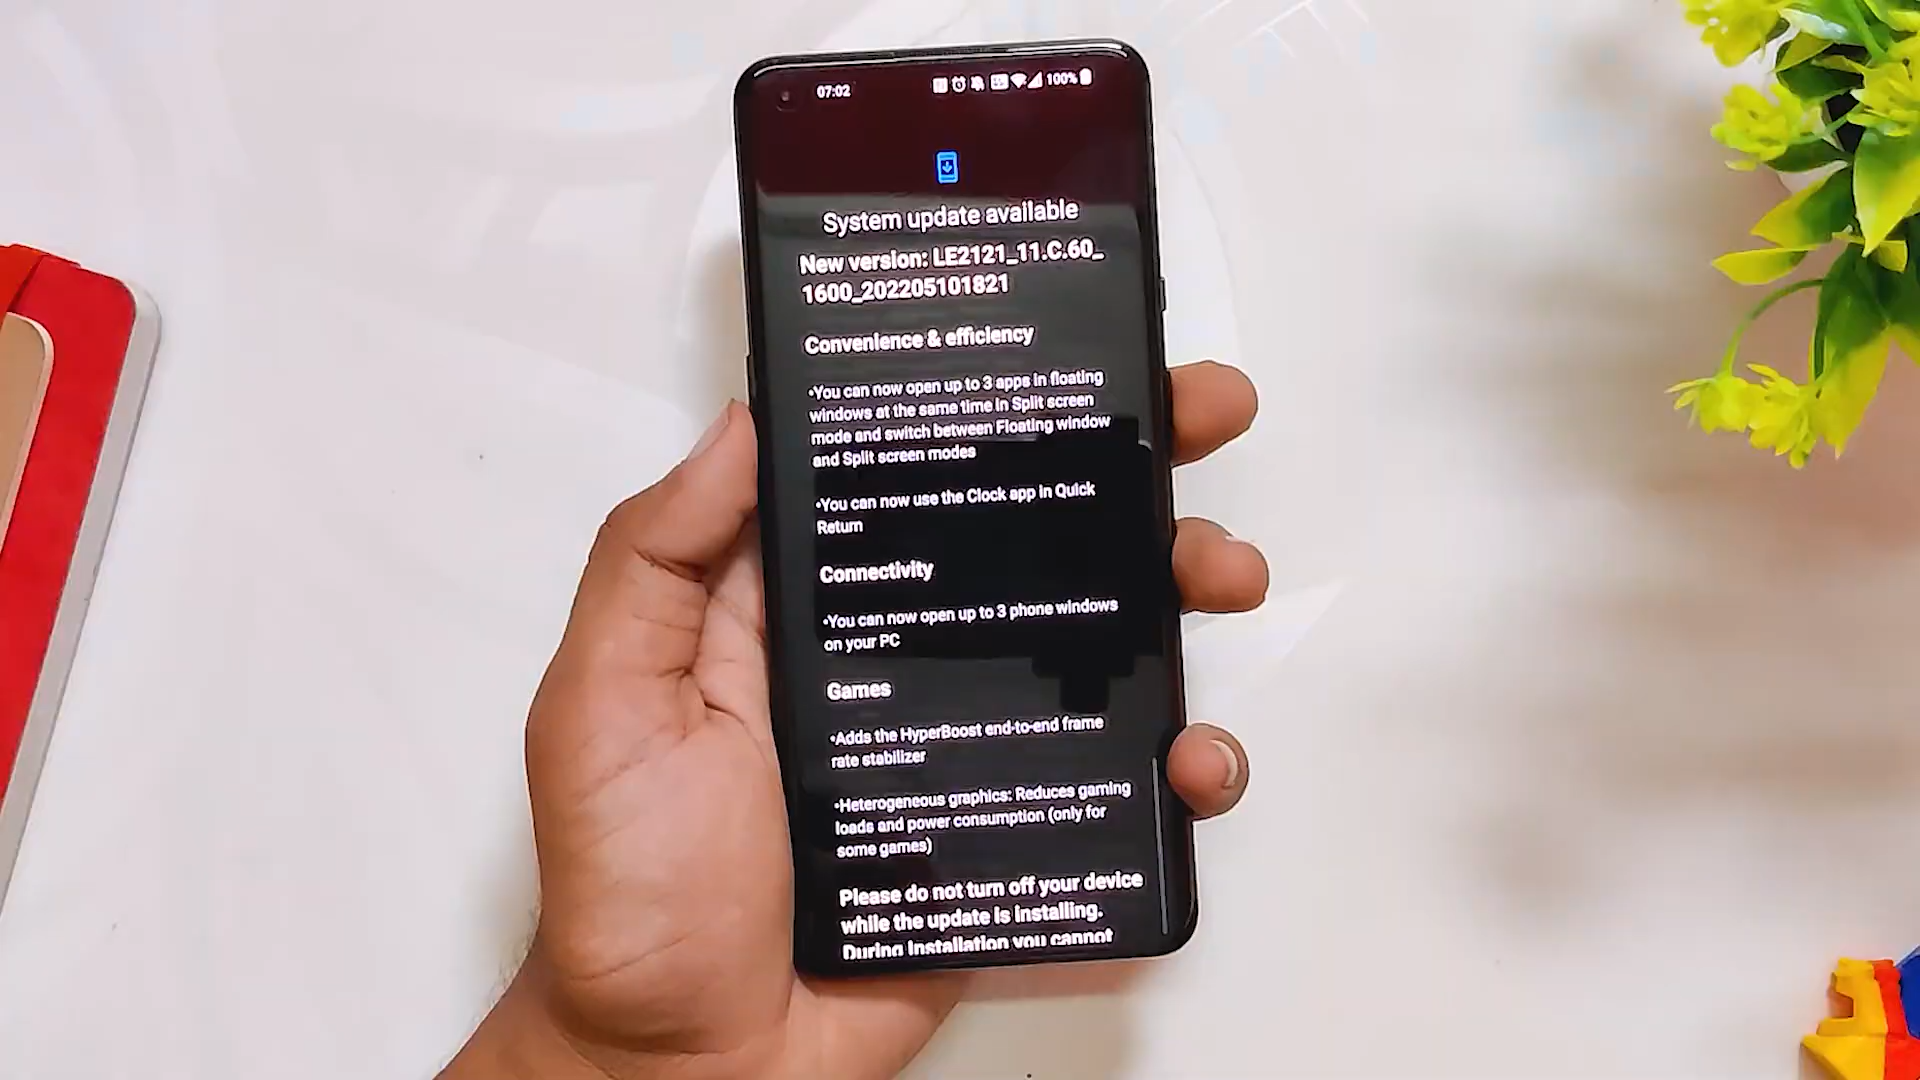 07:02
100%
System update available
New version: LE2121_11.C.60_
1600_202205101821
Convenience & efficiency
•You can now open up to 3 apps in floating
windows at the same time in Split screen
mode and switch between Floating window
and Split screen modes
•You can now use the Clock app in Quick
Return
Connectivity
•You can now open up to 3 phone windows
on your PC
Games
•Adds the HyperBoost end-to-end frame
rate stabilizer
•Heterogeneous graphics: Reduces gaming
loads and power consumption (only for
some games)
Please do not turn off your device
while the update is installing.
During installation you cannot